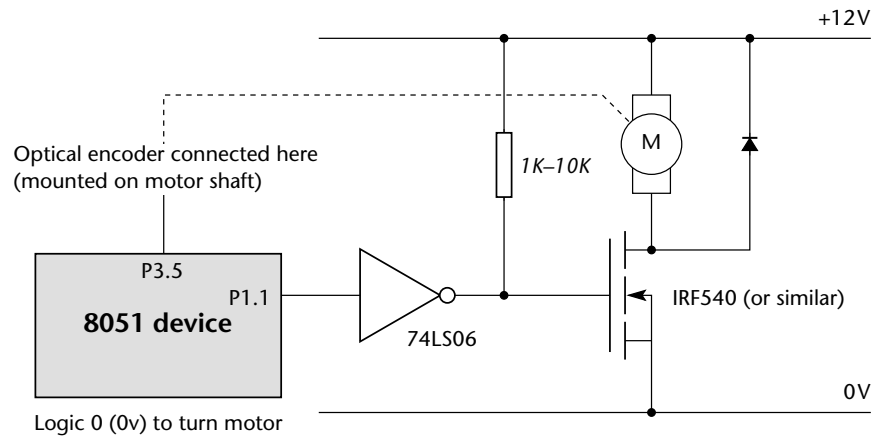 +12V
Optical encoder connected here
(mounted on motor shaft)
1K–10K
M
P3.5
P1.1
8051 device
74LS06
IRF540 (or similar)
0V
Logic 0 (0v) to turn motor